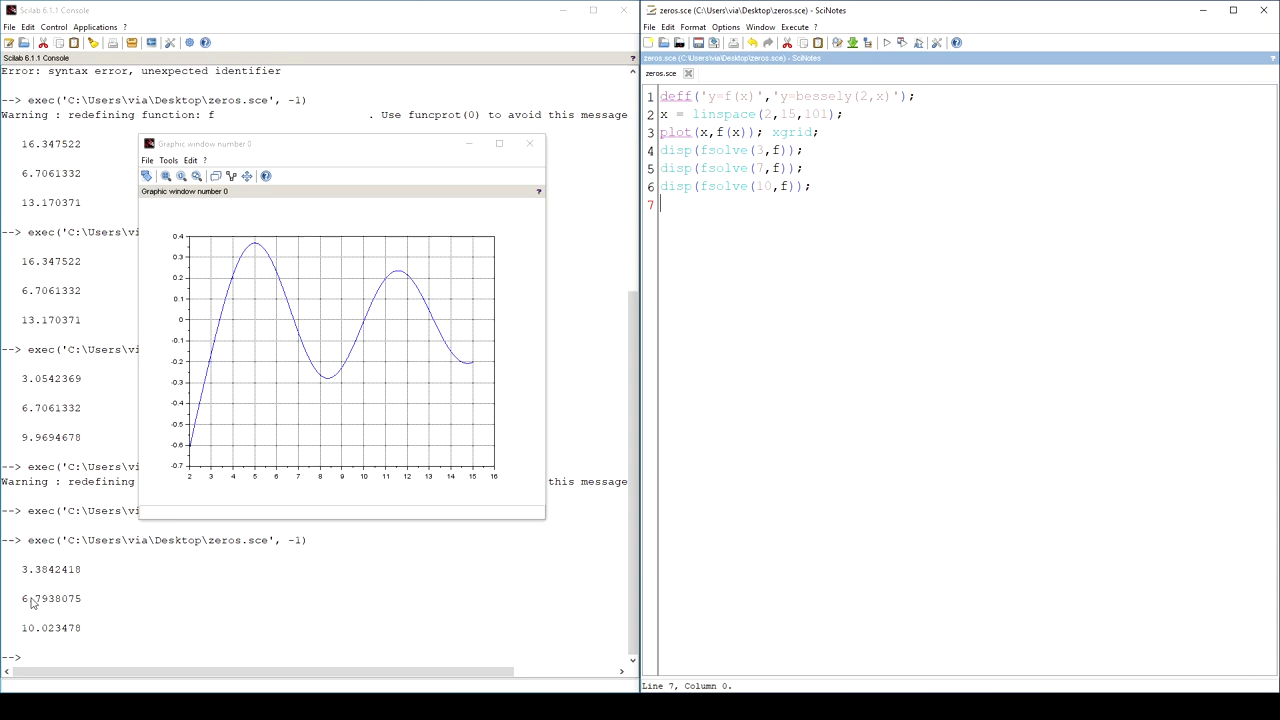 Scilab 6.1.1 Console
File Edit Control Applications ?
Scilab 6.1.1 Console ?
Error: syntax error, unexpected identifier
--> exec('C:\Users\via\Desktop\zeros.sce', -1)
Warning : redefining function: f . Use funcprot(0) to avoid this message
16.347522
6.7061332
13.170371
--> exec('C:\Users\vi
16.347522
6.7061332
13.170371
--> exec('C:\Users\vi
3.0542369
6.7061332
9.9694678
--> exec('C:\Users\vi
Warning : redefining this message
--> exec('C:\Users\vi
--> exec('C:\Users\via\Desktop\zeros.sce', -1)
3.3842418
6.7938075
10.023478
-->
Graphic window number 0
File Tools Edit ?
Graphic window number 0 ?
0.4
0.3
0.2
0.1
0
-0.1
-0.2
-0.3
-0.4
-0.5
-0.6
-0.7
2 3 4 5 6 7 8 9 10 11 12 13 14 15 16
zeros.sce (C:\Users\via\Desktop\zeros.sce) - SciNotes
File Edit Format Options Window Execute ?
zeros.sce (C:\Users\via\Desktop\zeros.sce) - SciNotes ?
zeros.sce
1 deff('y=f(x)','y=bessely(2,x)');
2 x = linspace(2,15,101);
3 plot(x,f(x)); xgrid;
4 disp(fsolve(3,f));
5 disp(fsolve(7,f));
6 disp(fsolve(10,f));
7
Line 7, Column 0.